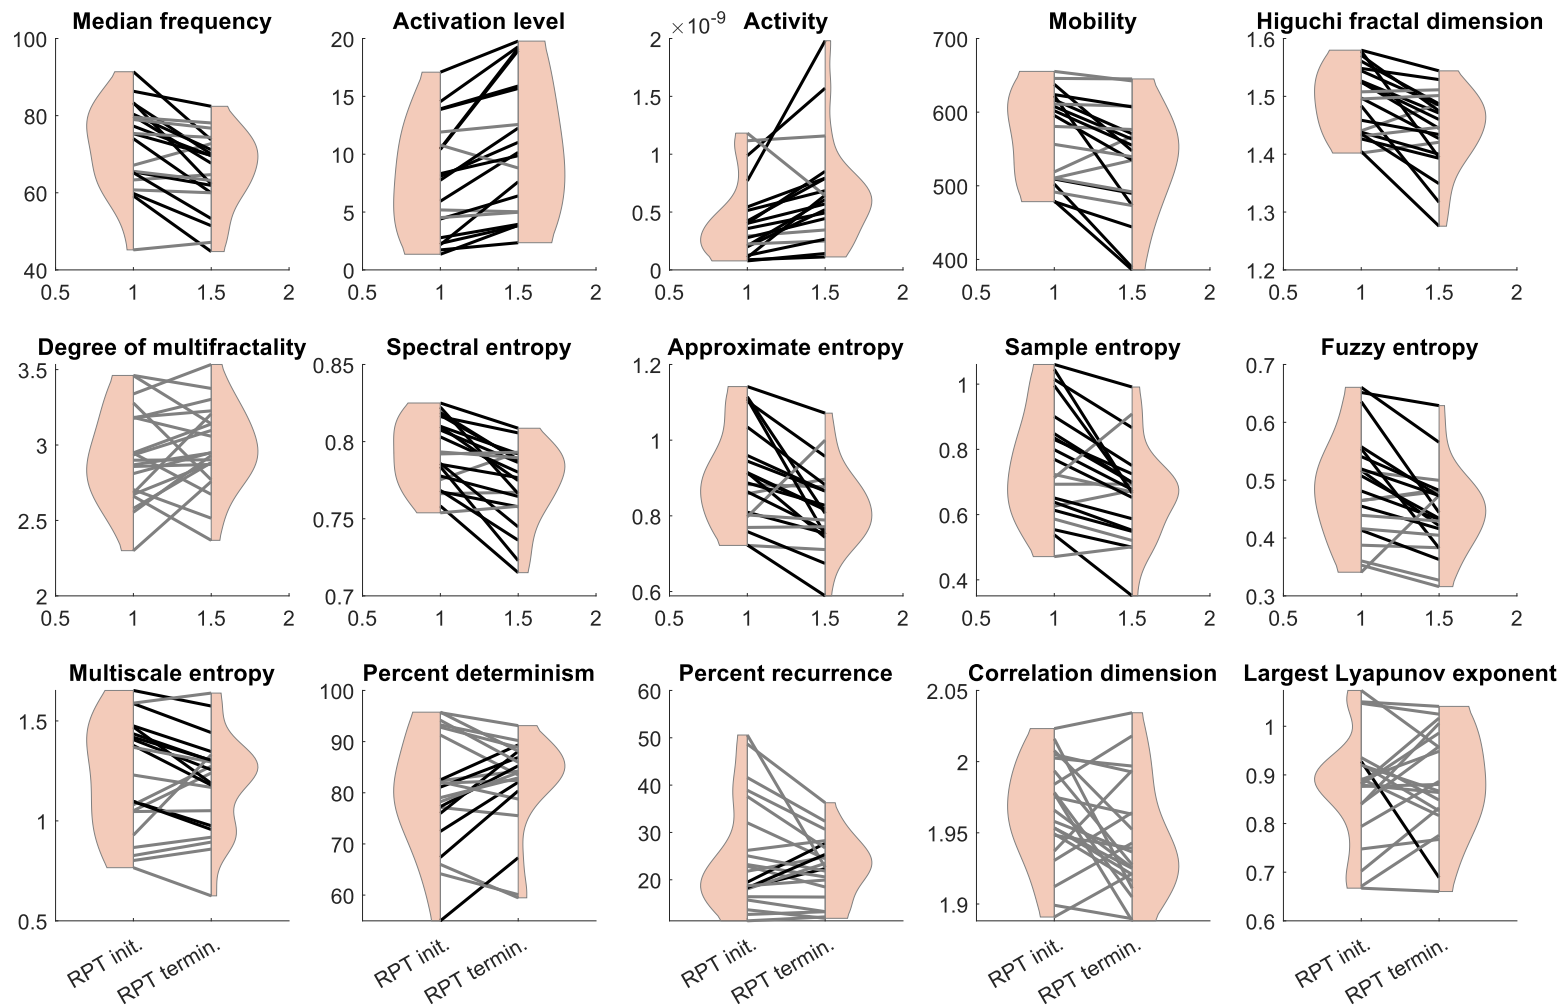 Median frequency
100
80
60
40
0.5 1 1.5 2
Activation level
20
15
10
5
0
0.5 1 1.5 2
×10^-9 Activity
2
1.5
1
0.5
0
0.5 1 1.5 2
Mobility
700
600
500
400
0.5 1 1.5 2
Higuchi fractal dimension
1.6
1.5
1.4
1.3
1.2
0.5 1 1.5 2
Degree of multifractality
3.5
3
2.5
2
0.5 1 1.5 2
Spectral entropy
0.85
0.8
0.75
0.7
0.5 1 1.5 2
Approximate entropy
1.2
1
0.8
0.6
0.5 1 1.5 2
Sample entropy
1
0.8
0.6
0.4
0.5 1 1.5 2
Fuzzy entropy
0.7
0.6
0.5
0.4
0.3
0.5 1 1.5 2
Multiscale entropy
1.5
1
0.5
RPT init.
RPT termin.
Percent determinism
100
90
80
70
60
RPT init.
RPT termin.
Percent recurrence
60
50
40
30
20
RPT init.
RPT termin.
Correlation dimension
2.05
2
1.95
1.9
RPT init.
RPT termin.
Largest Lyapunov exponent
1
0.9
0.8
0.7
0.6
RPT init.
RPT termin.